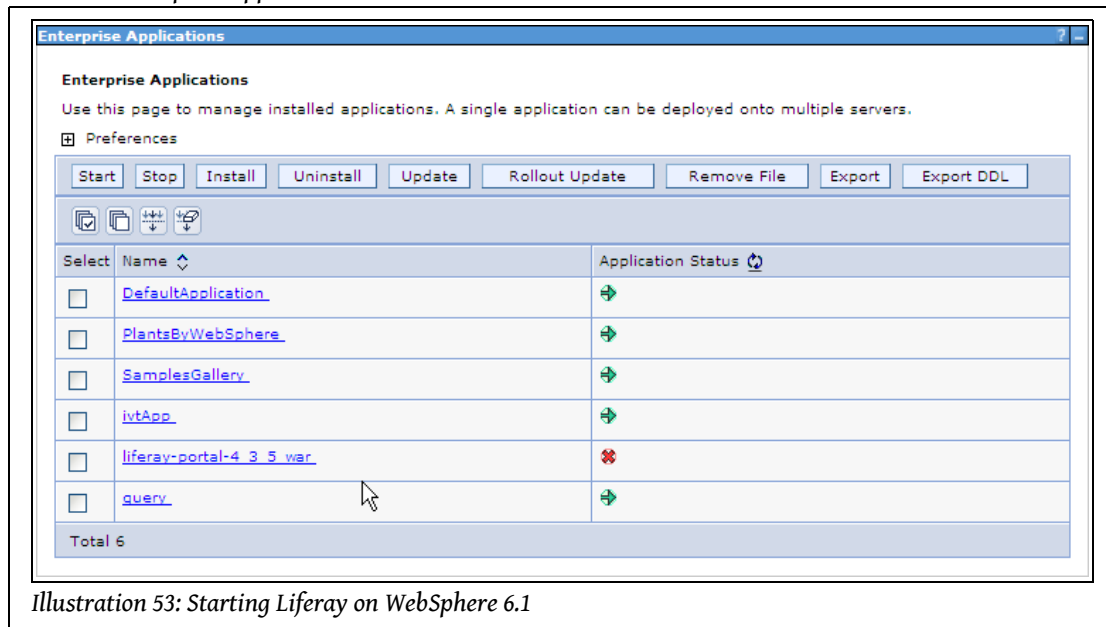 Enterprise Applications ? _
Enterprise Applications
Use this page to manage installed applications. A single application can be deployed onto multiple servers.
+ Preferences
Start Stop Install Uninstall Update Rollout Update Remove File Export Export DDL
Select Name Application Status
DefaultApplication
PlantsByWebSphere
SamplesGallery
ivtApp
liferay-portal-4_3_5_war
query
Total 6
Illustration 53: Starting Liferay on WebSphere 6.1